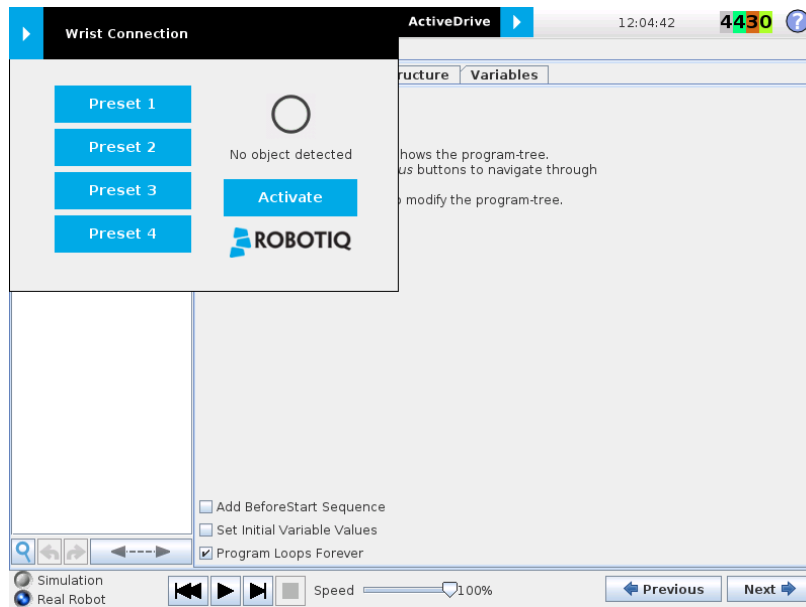 Wrist Connection
ActiveDrive
12:04:42
4430
?
ructure
Variables
Preset 1
Preset 2
Preset 3
Preset 4
No object detected
Activate
ROBOTIQ
hows the program-tree.
us buttons to navigate through
o modify the program-tree.
Add BeforeStart Sequence
Set Initial Variable Values
Program Loops Forever
Simulation
Real Robot
Speed
100%
Previous
Next